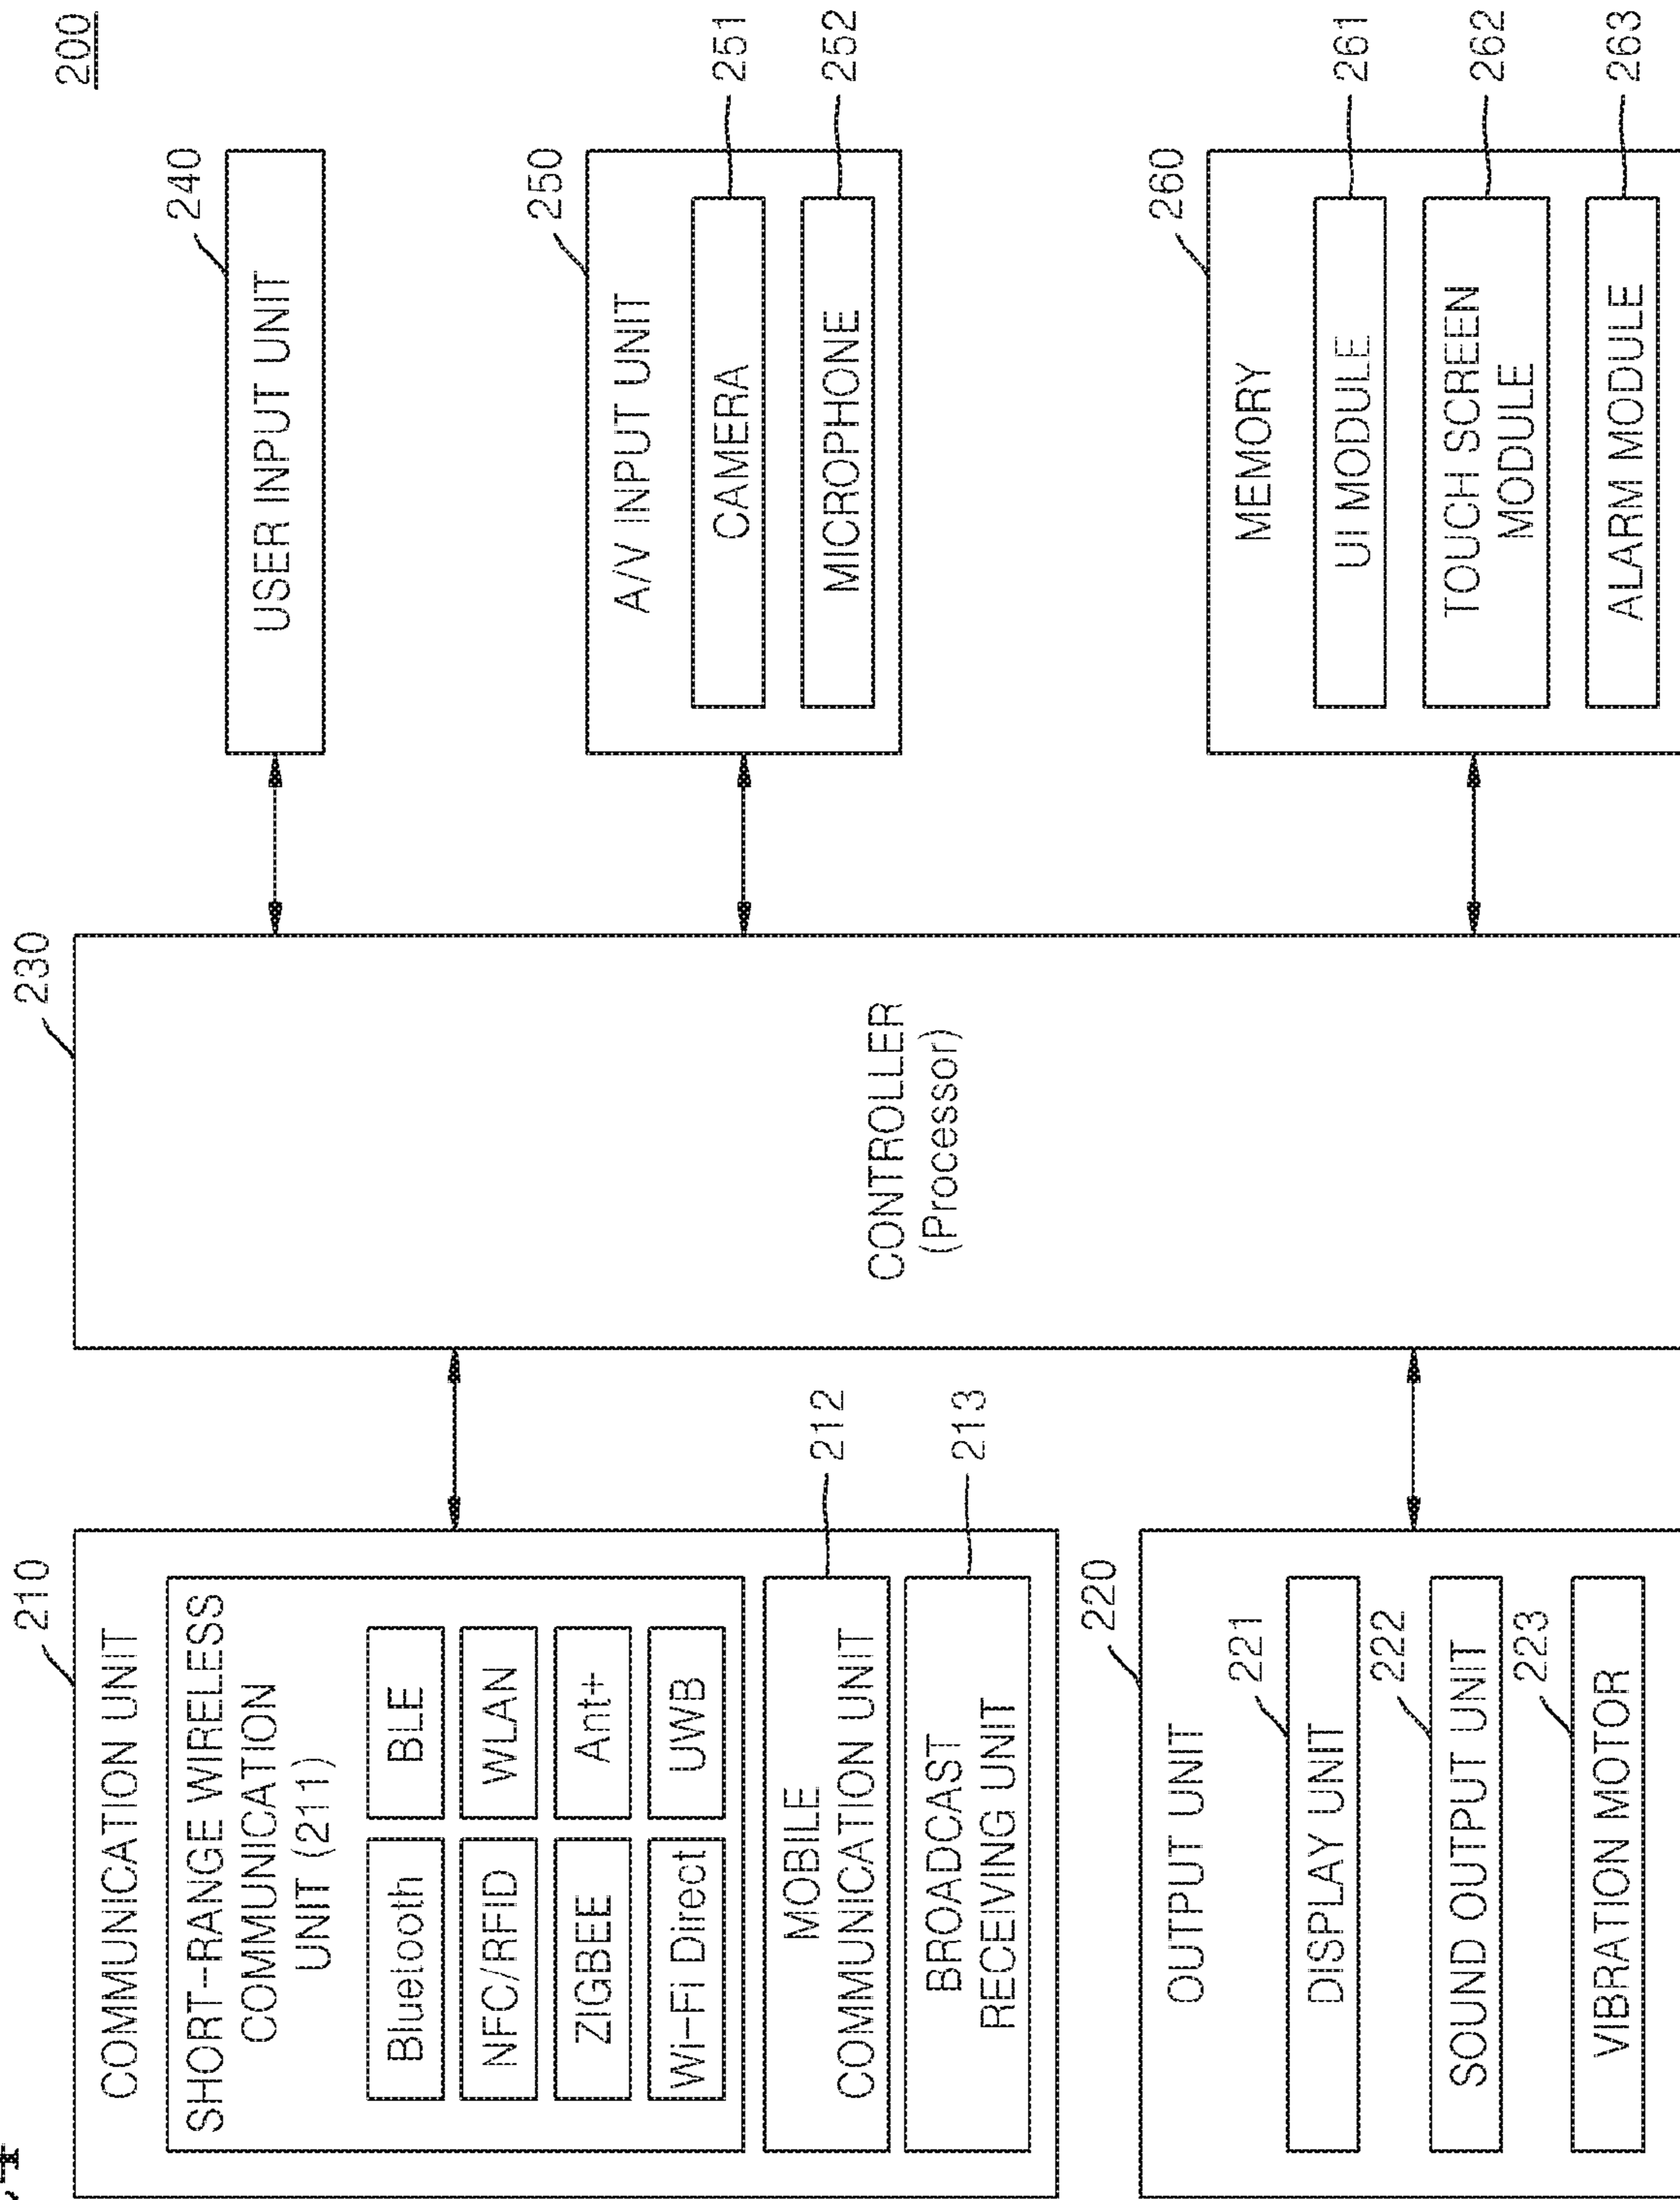 200
210
COMMUNICATION UNIT
SHORT-RANGE WIRELESS
COMMUNICATION
UNIT (211)
Bluetooth
BLE
NFC/RFID
WLAN
ZIGBEE
Ant+
Wi-Fi Direct
UWB
MOBILE
COMMUNICATION UNIT
212
BROADCAST
RECEIVING UNIT
213
220
OUTPUT UNIT
221
DISPLAY UNIT
222
SOUND OUTPUT UNIT
223
VIBRATION MOTOR
230
CONTROLLER
(Processor)
240
USER INPUT UNIT
250
A/V INPUT UNIT
CAMERA
251
MICROPHONE
252
260
MEMORY
UI MODULE
261
TOUCH SCREEN
MODULE
262
ALARM MODULE
263